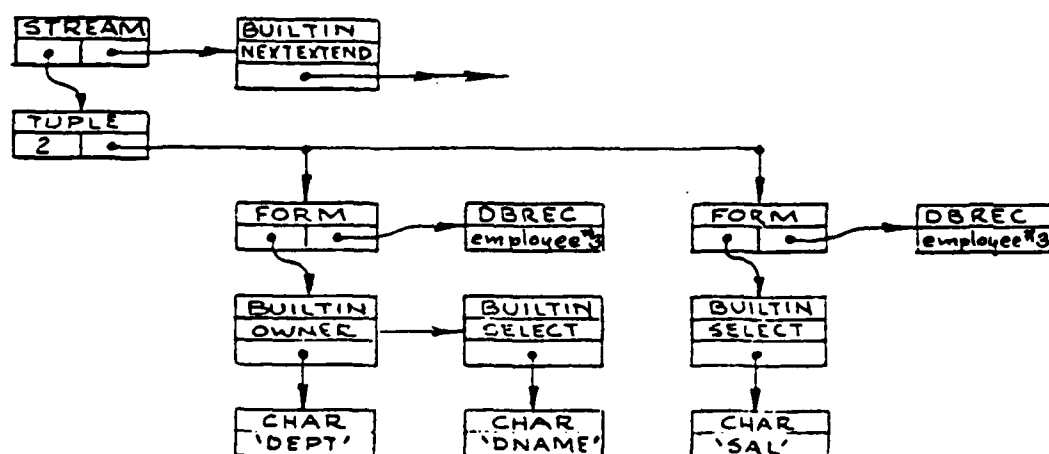 STREAM
BUILTIN
NEXTEXTEND
TUPLE
2
FORM
DBREC
employee#3
FORM
DBREC
employee#3
BUILTIN
OWNER
BUILTIN
SELECT
BUILTIN
SELECT
CHAR
'DEPT'
CHAR
'DNAME'
CHAR
'SAL'